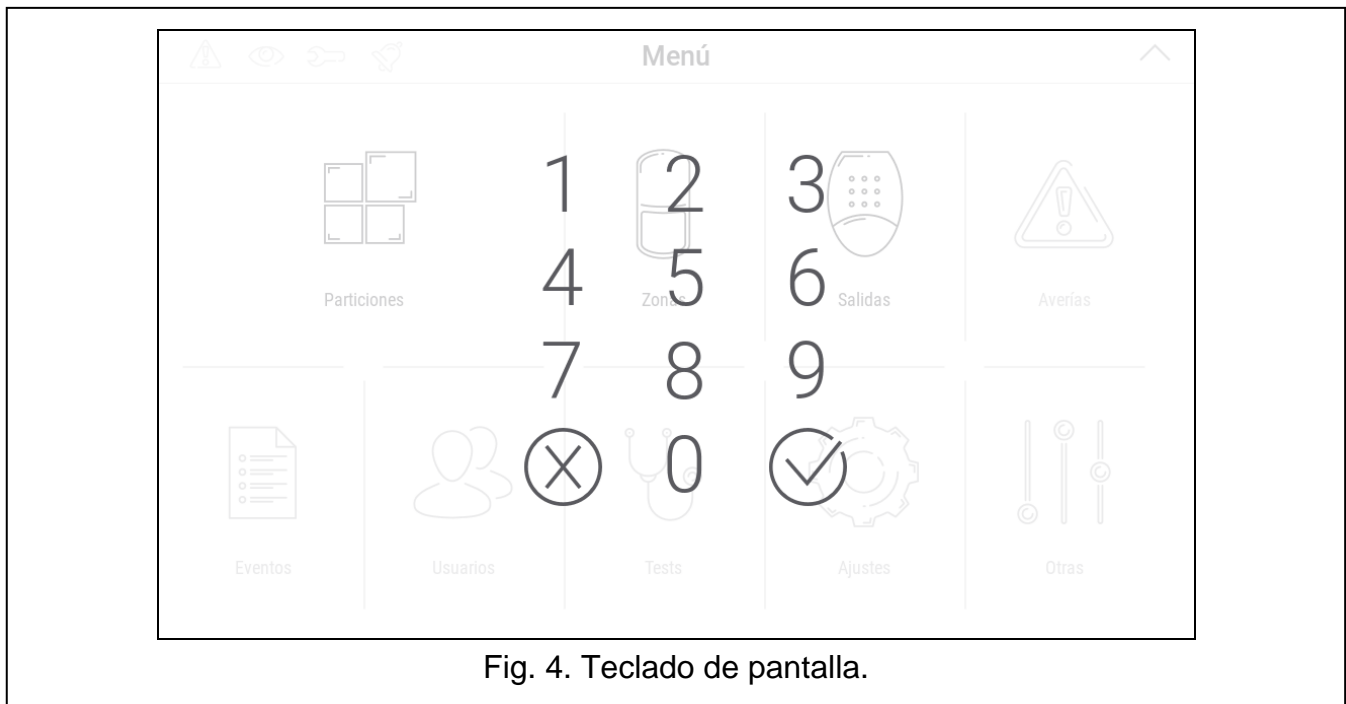 Menú
1 2 3
4 5 6
Particiones Zonas Salidas Averías
7 8 9
0
Eventos Usuarios Tests Ajustes Otras
Fig. 4. Teclado de pantalla.